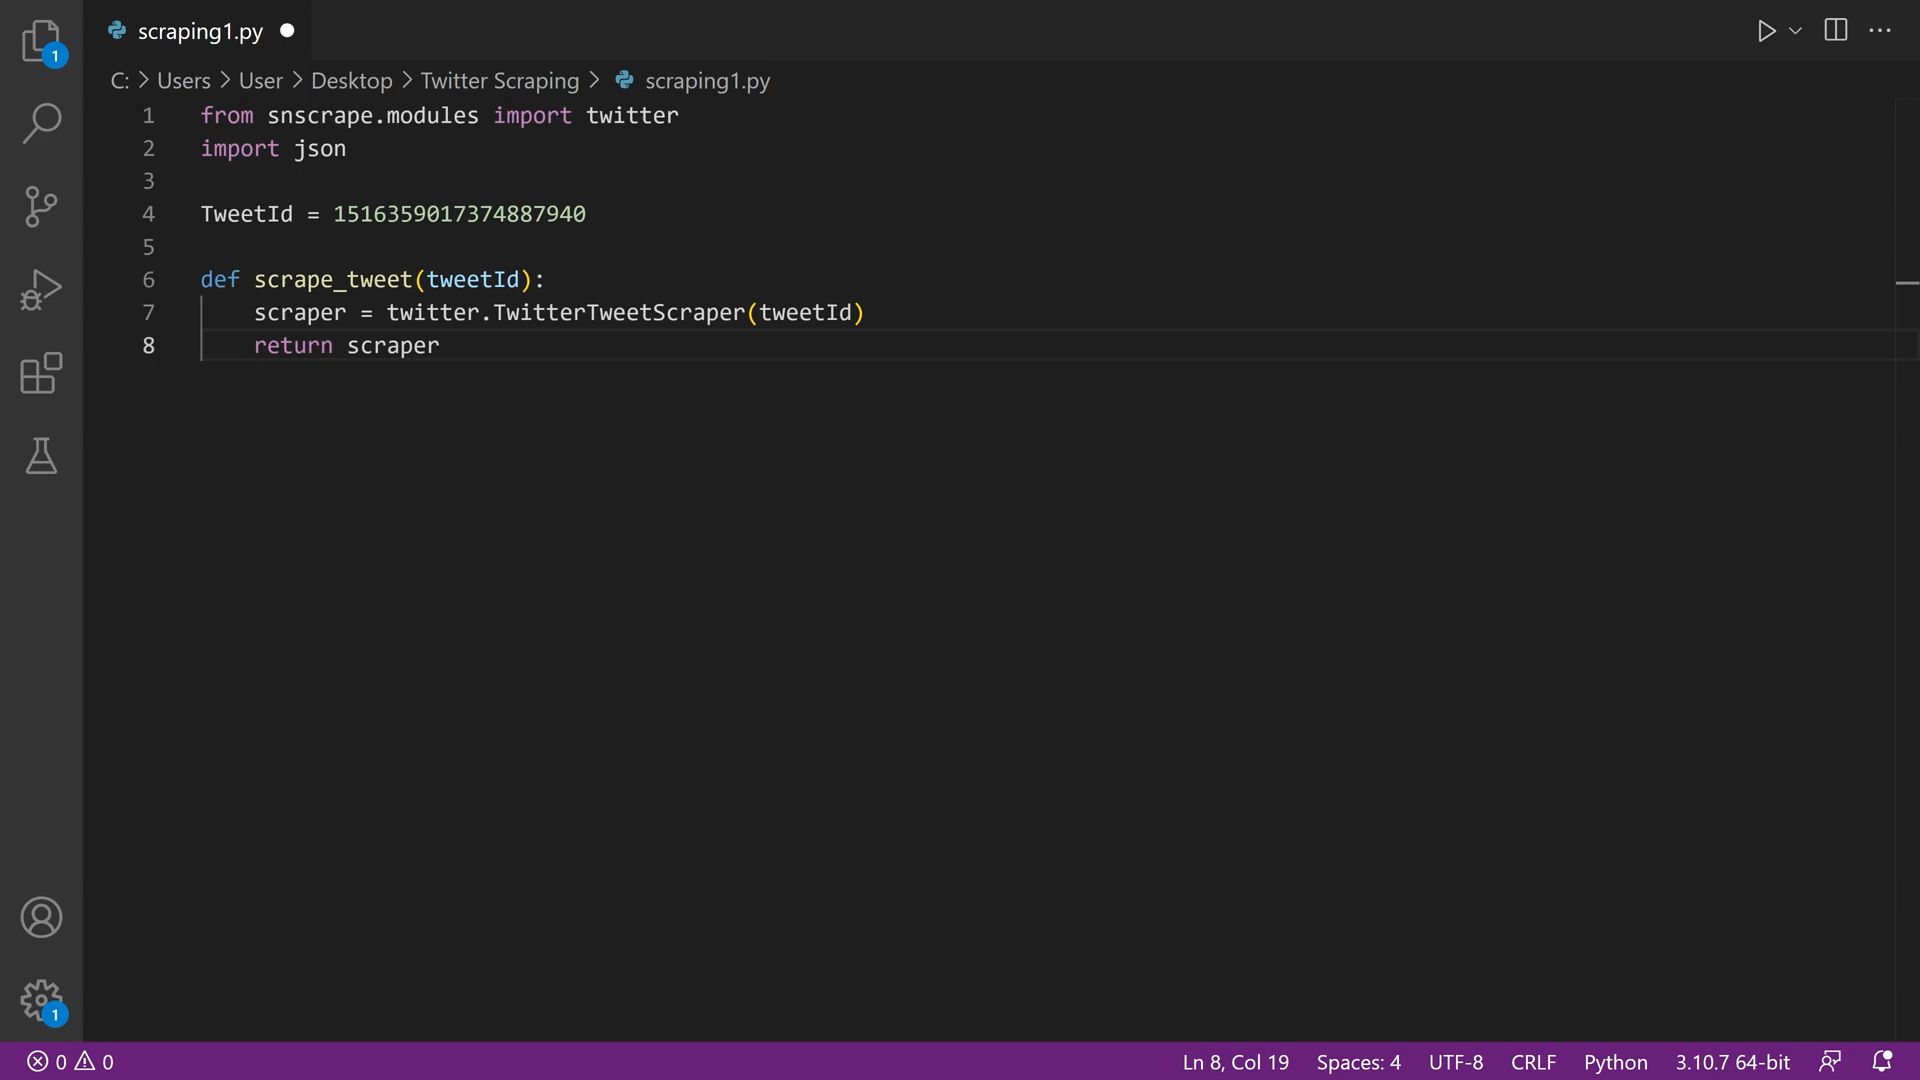 1
scraping1.py
C: > Users > User > Desktop > Twitter Scraping > scraping1.py
1 from snscrape.modules import twitter
2 import json
3
4 TweetId = 1516359017374887940
5
6 def scrape_tweet(tweetId):
7     scraper = twitter.TwitterTweetScraper(tweetId)
8     return scraper
1
0 0 Ln 8, Col 19 Spaces: 4 UTF-8 CRLF Python 3.10.7 64-bit